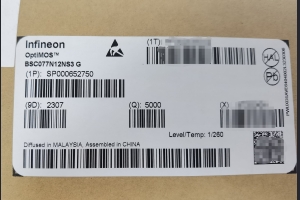 Infineon
OptiMOS™
BSC077N12NS3 G
(1P): SP000652750
(1T):
(9D): 2307
(Q): 5000
(X)
Level/Temp: 1/260
Diffused in MALAYSIA, Assembled in CHINA
Pb